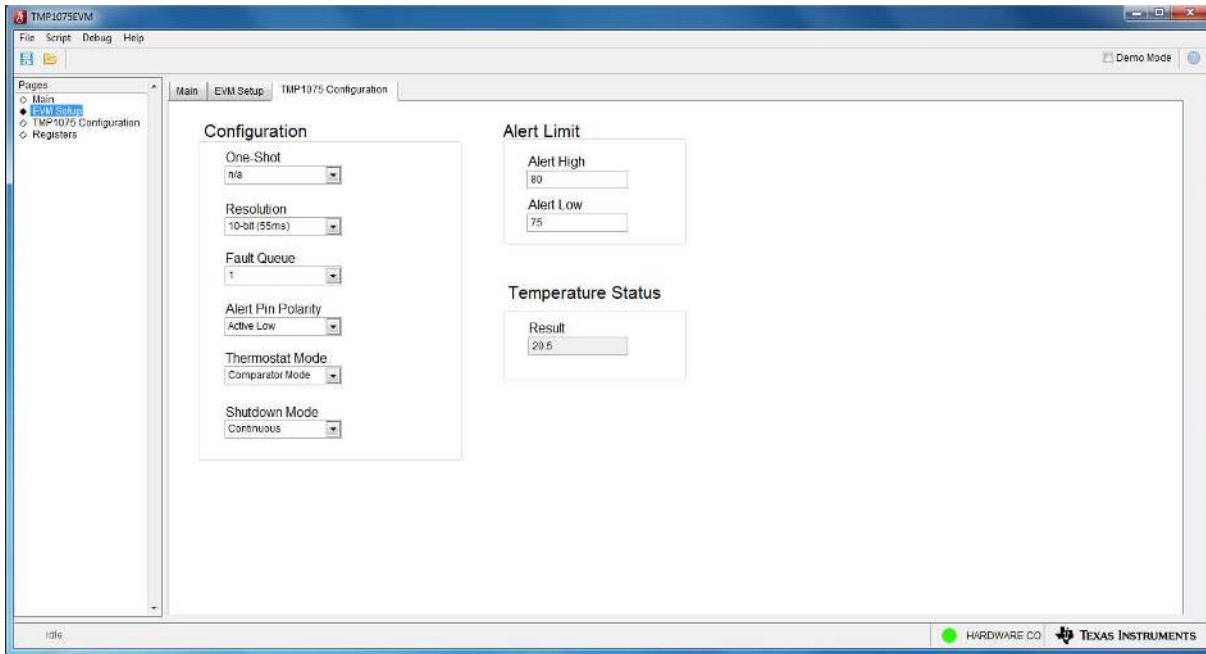 TMP1075EVM
File Script Debug Help
Demo Mode
Pages
Main
EVM Setup
TMP1075 Configuration
Registers
Main EVM Setup TMP1075 Configuration
Configuration
One-Shot
n/a
Resolution
10-bit (55ms)
Fault Queue
1
Alert Pin Polarity
Active Low
Thermostat Mode
Comparator Mode
Shutdown Mode
Continuous
Alert Limit
Alert High
80
Alert Low
75
Temperature Status
Result
29.5
Idle
HARDWARE CO
TEXAS INSTRUMENTS